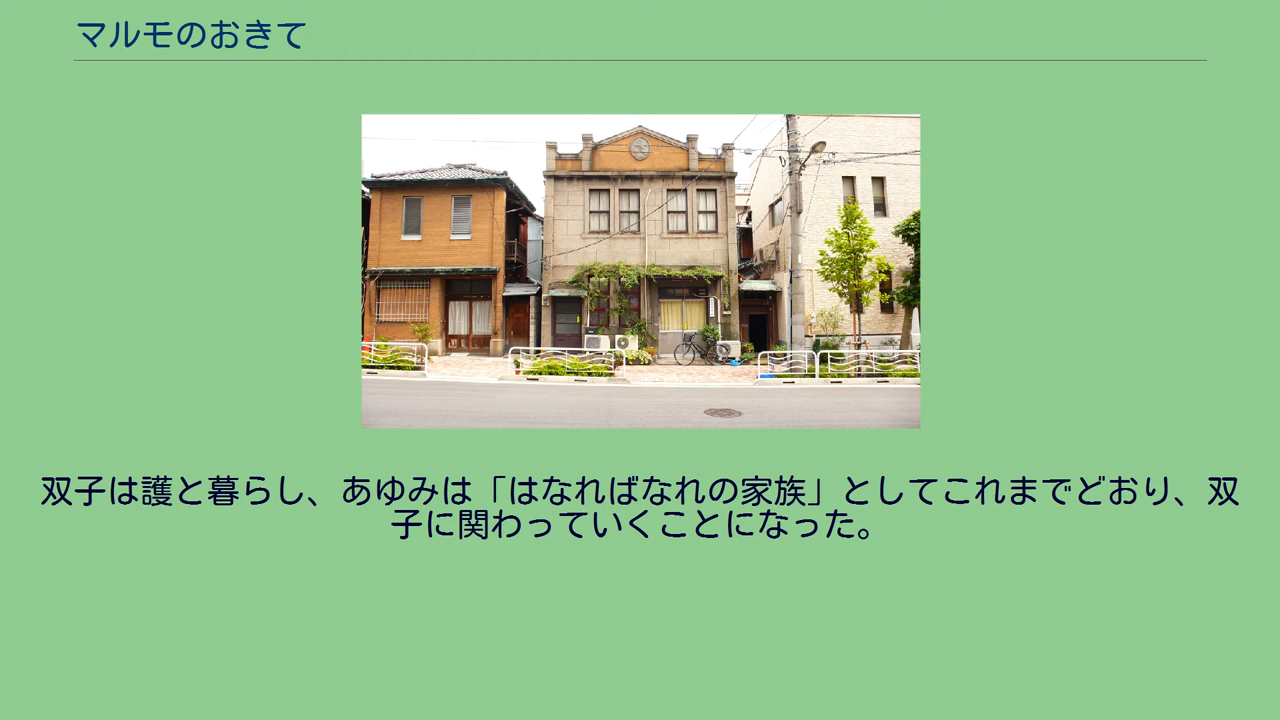 マルモのおきて
双子は護と暮らし、あゆみは「はなればなれの家族」としてこれまでどおり、双
子に関わっていくことになった。